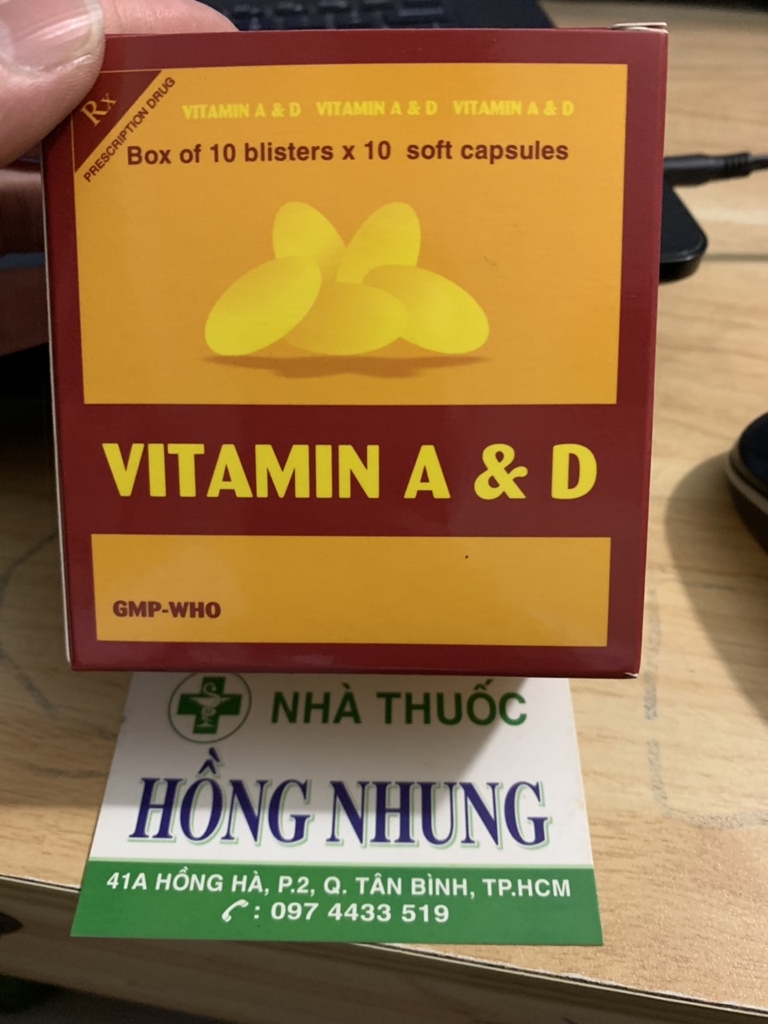 Rx
PRESCRIPTION DRUG
VITAMIN A & D VITAMIN A & D VITAMIN A & D
Box of 10 blisters x 10 soft capsules
VITAMIN A & D
GMP-WHO
NHÀ THUỐC
HỒNG NHUNG
41A HỒNG HÀ, P.2, Q. TÂN BÌNH, TP.HCM
: 097 4433 519